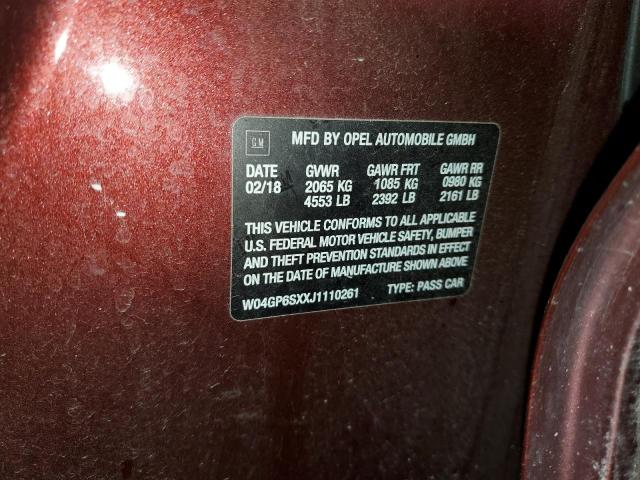 GM
MFD BY OPEL AUTOMOBILE GMBH
DATE GVWR GAWR FRT GAWR RR
02/18 2065 KG 1085 KG 0980 KG
4553 LB 2392 LB 2161 LB
THIS VEHICLE CONFORMS TO ALL APPLICABLE
U.S. FEDERAL MOTOR VEHICLE SAFETY, BUMPER
AND THEFT PREVENTION STANDARDS IN EFFECT
ON THE DATE OF MANUFACTURE SHOWN ABOVE
W04GP6SXXJ1110261 TYPE: PASS CAR